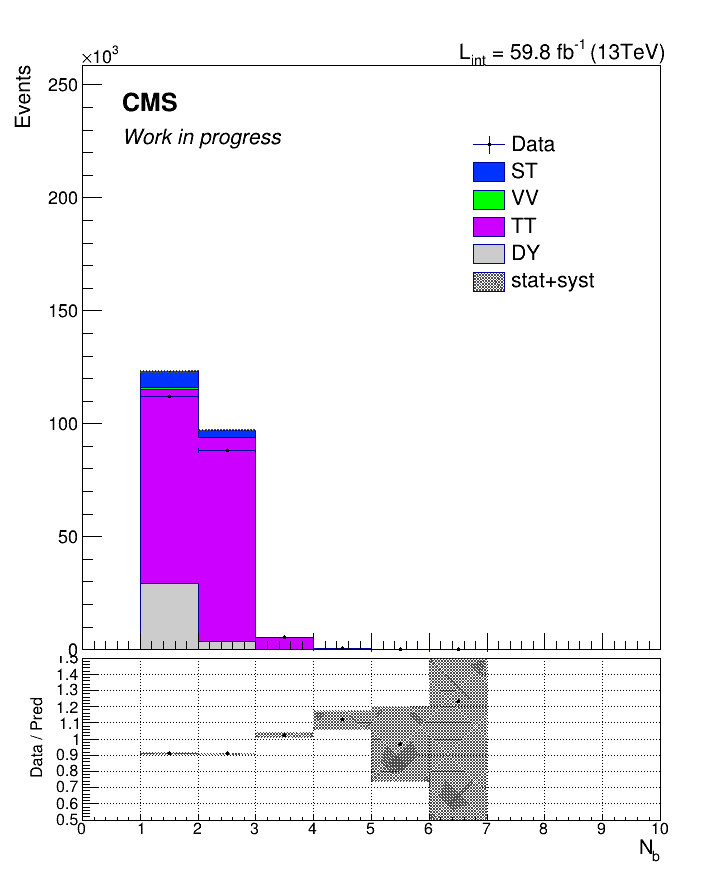 ×10³
L_int = 59.8 fb⁻¹ (13TeV)
Events
CMS
Work in progress
Data
ST
VV
TT
DY
stat+syst
250
200
150
100
50
0
Data / Pred
1.5
1.4
1.3
1.2
1.1
1
0.9
0.8
0.7
0.6
0.5
0 1 2 3 4 5 6 7 8 9 10
N_b